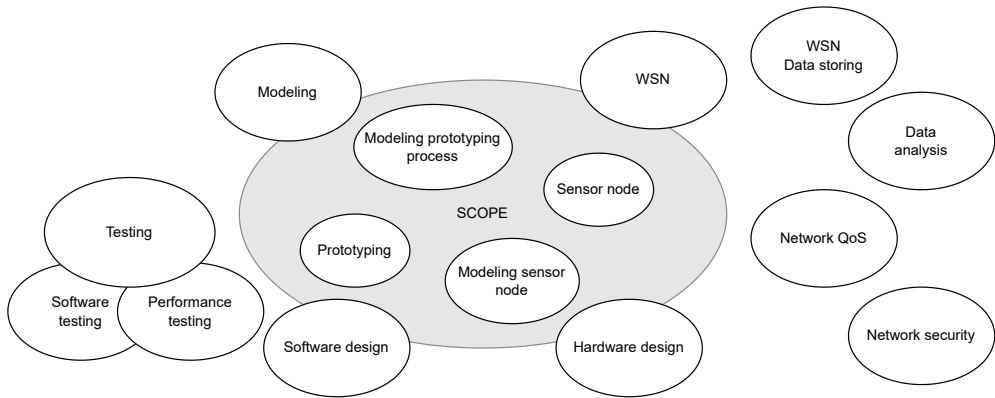 WSN
Data storing
Modeling
WSN
Modeling prototyping
process
Data
analysis
Sensor node
SCOPE
Testing
Network QoS
Prototyping
Modeling sensor
node
Software
testing
Performance
testing
Software design
Hardware design
Network security